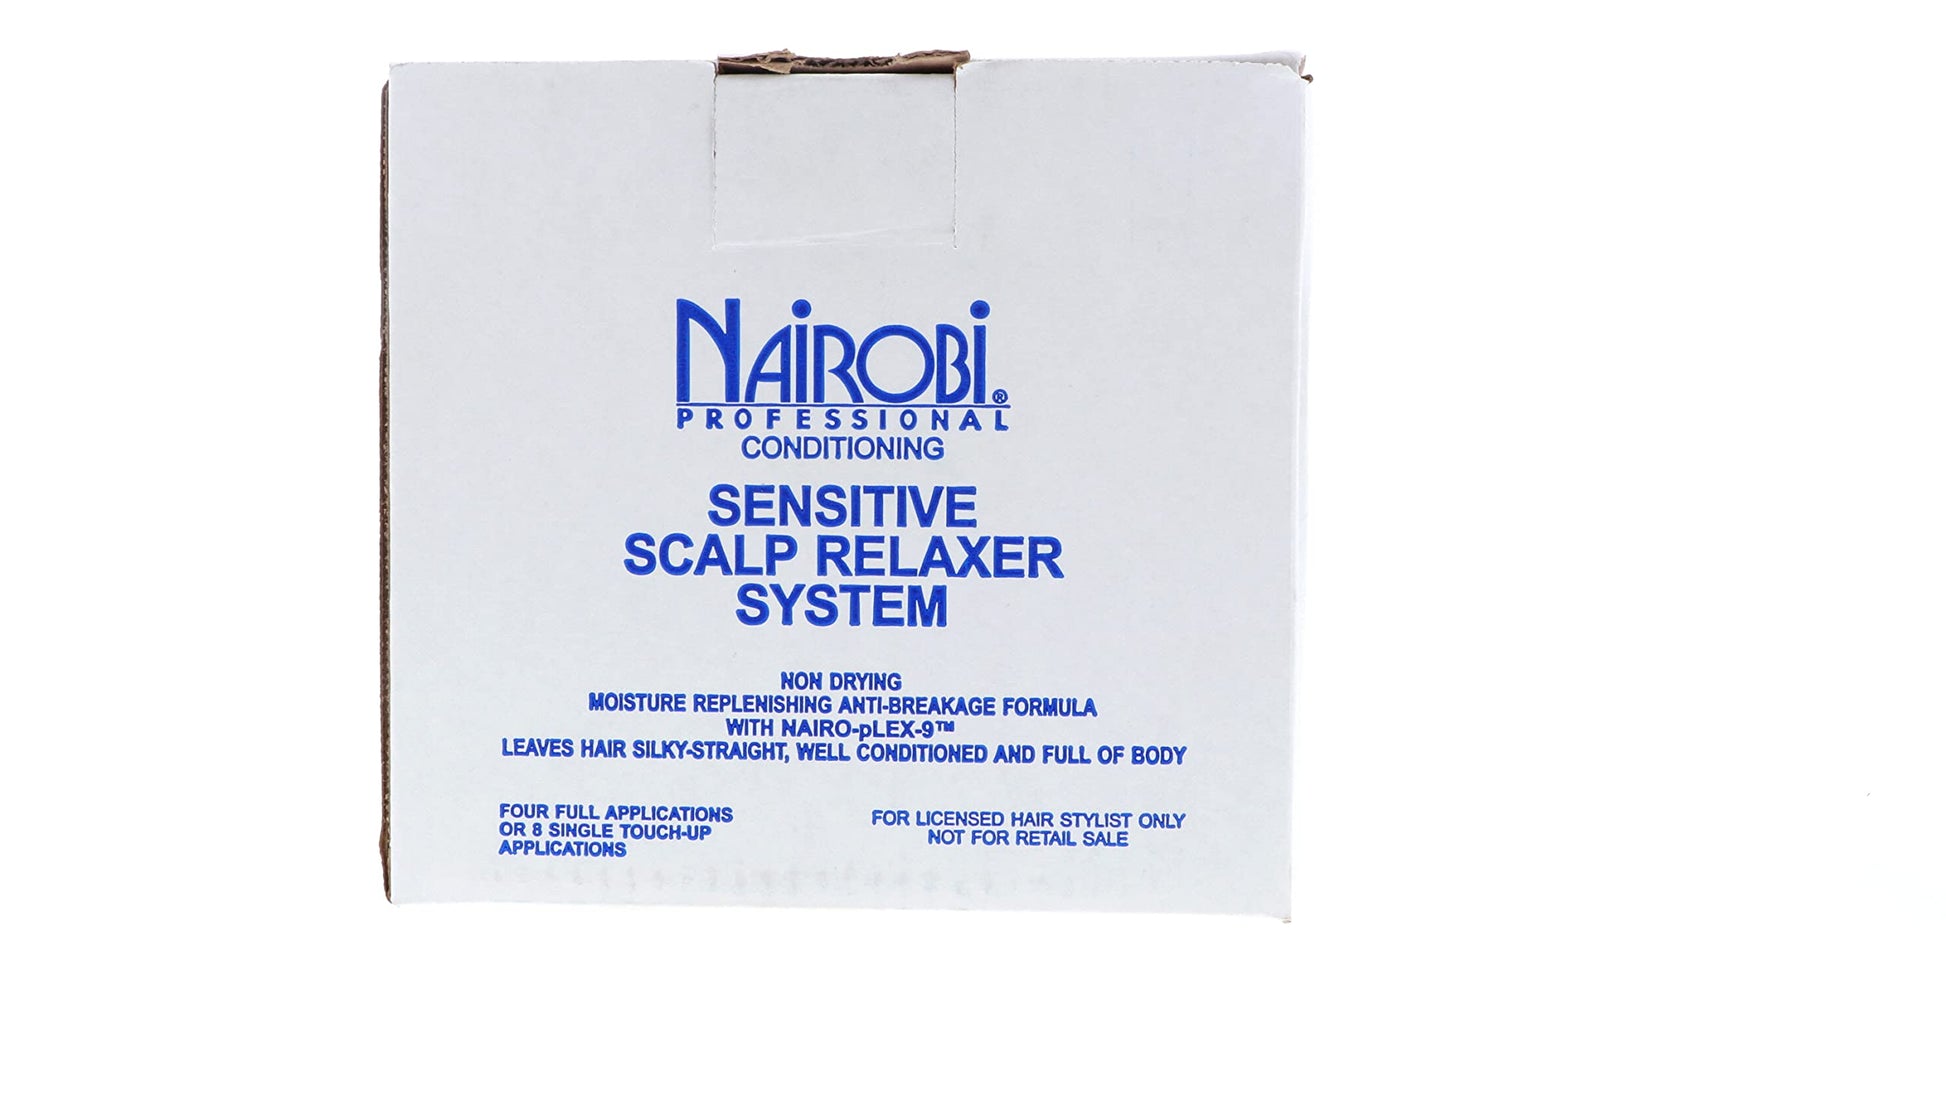 NAiROBi®
PROFESSIONAL
CONDITIONING
SENSITIVE
SCALP RELAXER
SYSTEM
NON DRYING
MOISTURE REPLENISHING ANTI-BREAKAGE FORMULA
WITH NAIRO-pLEX-9™
LEAVES HAIR SILKY-STRAIGHT, WELL CONDITIONED AND FULL OF BODY
FOUR FULL APPLICATIONS
OR 8 SINGLE TOUCH-UP
APPLICATIONS
FOR LICENSED HAIR STYLIST ONLY
NOT FOR RETAIL SALE